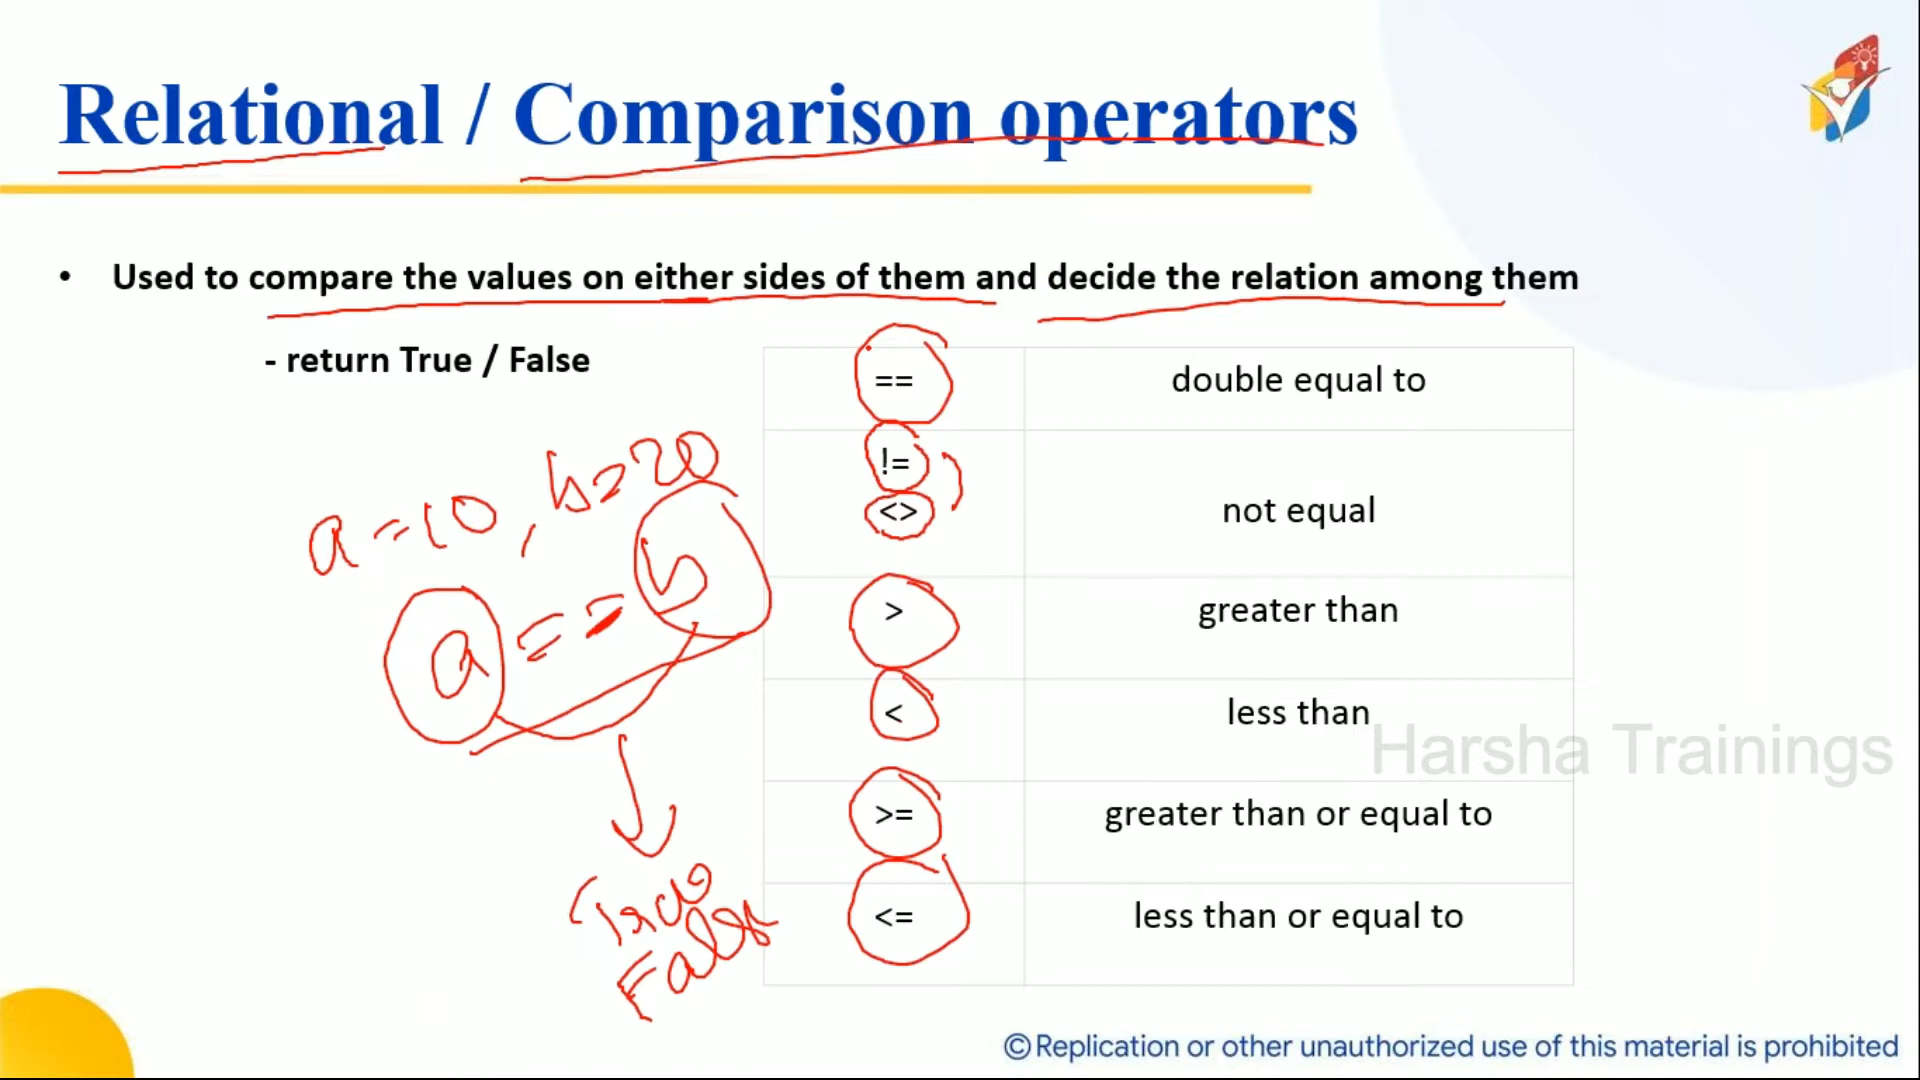 Relational / Comparison operators
• Used to compare the values on either sides of them and decide the relation among them
- return True / False
== double equal to
!=
<> not equal
> greater than
< less than
>= greater than or equal to
<= less than or equal to
a=10, b=20
a == b
True
False
Harsha Trainings
©Replication or other unauthorized use of this material is prohibited